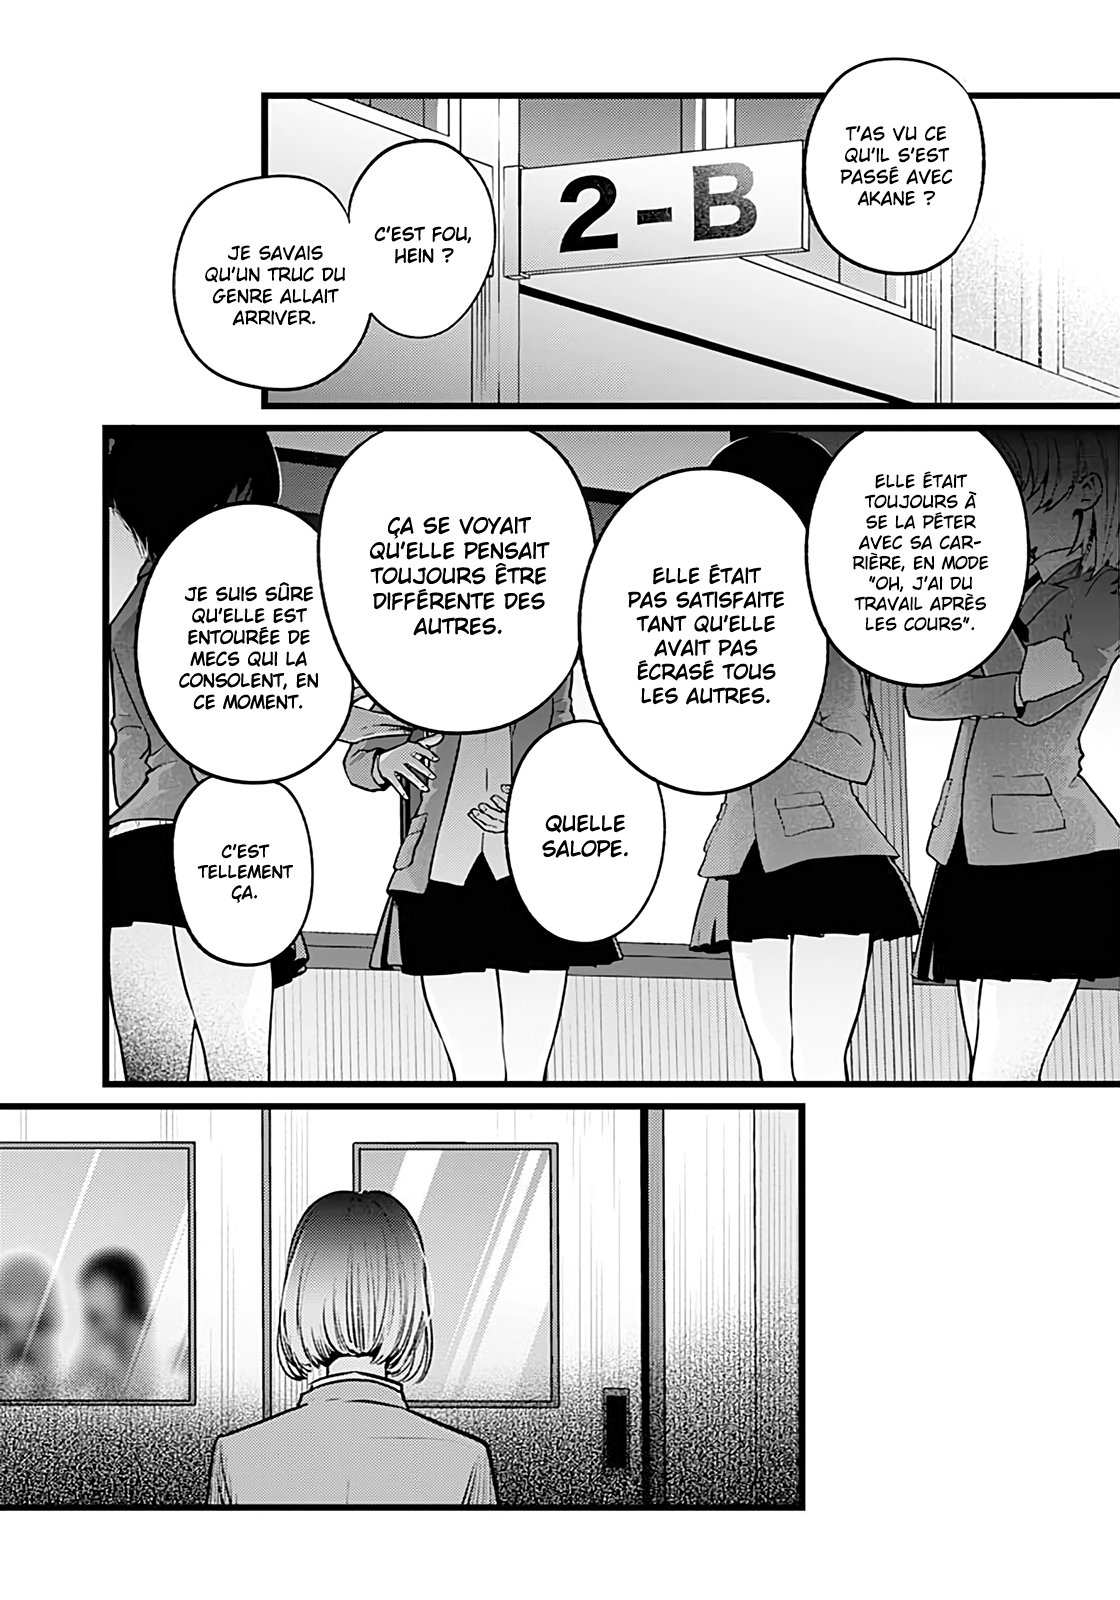 T'AS VU CE
QU'IL S'EST
PASSÉ AVEC
AKANE ?
2-B
C'EST FOU,
HEIN ?
JE SAVAIS
QU'UN TRUC DU
GENRE ALLAIT
ARRIVER.
ELLE ÉTAIT
TOUJOURS À
SE LA PÉTER
AVEC SA CAR-
RIÈRE, EN MODE
"OH, J'AI DU
TRAVAIL APRÈS
LES COURS".
ELLE ÉTAIT
PAS SATISFAITE
TANT QU'ELLE
AVAIT PAS
ÉCRASÉ TOUS
LES AUTRES.
QUELLE
SALOPE.
ÇA SE VOYAIT
QU'ELLE PENSAIT
TOUJOURS ÊTRE
DIFFÉRENTE DES
AUTRES.
JE SUIS SÛRE
QU'ELLE EST
ENTOURÉE DE
MECS QUI LA
CONSOLENT, EN
CE MOMENT.
C'EST
TELLEMENT
ÇA.